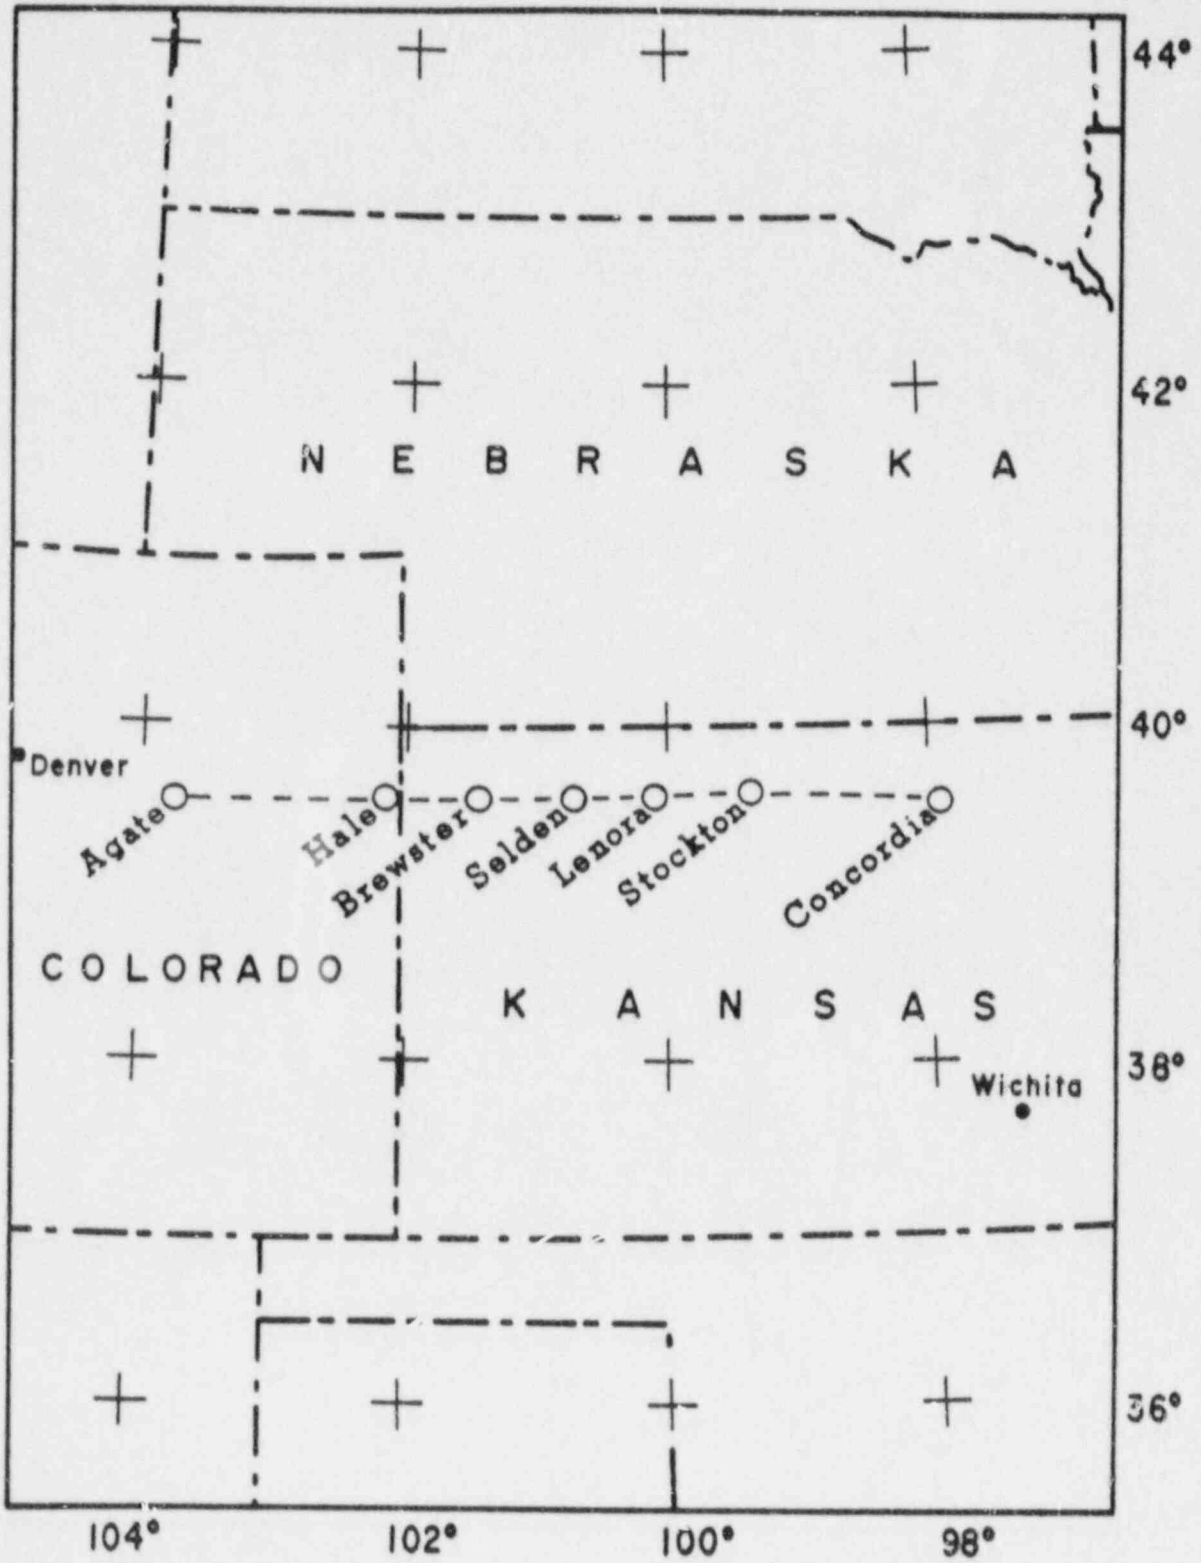 44°
42°
N E B R A S K A
40°
Denver
Agate
Hale
Brewster
Selden
Lenora
Stockton
Concordia
COLORADO
K A N S A S
38°
Wichita
36°
104° 102° 100° 98°